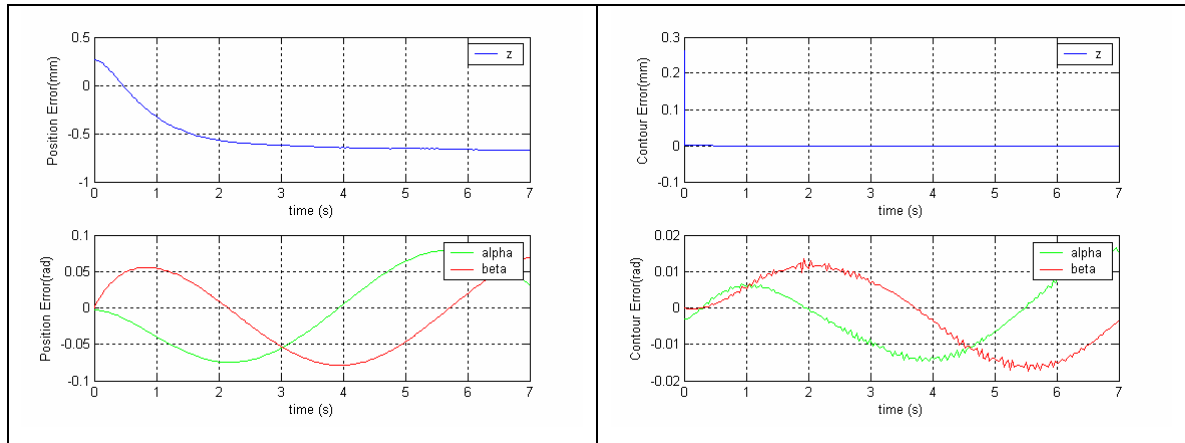 0.5
0
-0.5
-1
Position Error(mm)
z
0 1 2 3 4 5 6 7
time (s)
0.1
0.05
0
-0.05
-0.1
Position Error(rad)
alpha
beta
0 1 2 3 4 5 6 7
time (s)
0.3
0.2
0.1
0
-0.1
Contour Error(mm)
z
0 1 2 3 4 5 6 7
time (s)
0.02
0.01
0
-0.01
-0.02
Contour Error(rad)
alpha
beta
0 1 2 3 4 5 6 7
time (s)